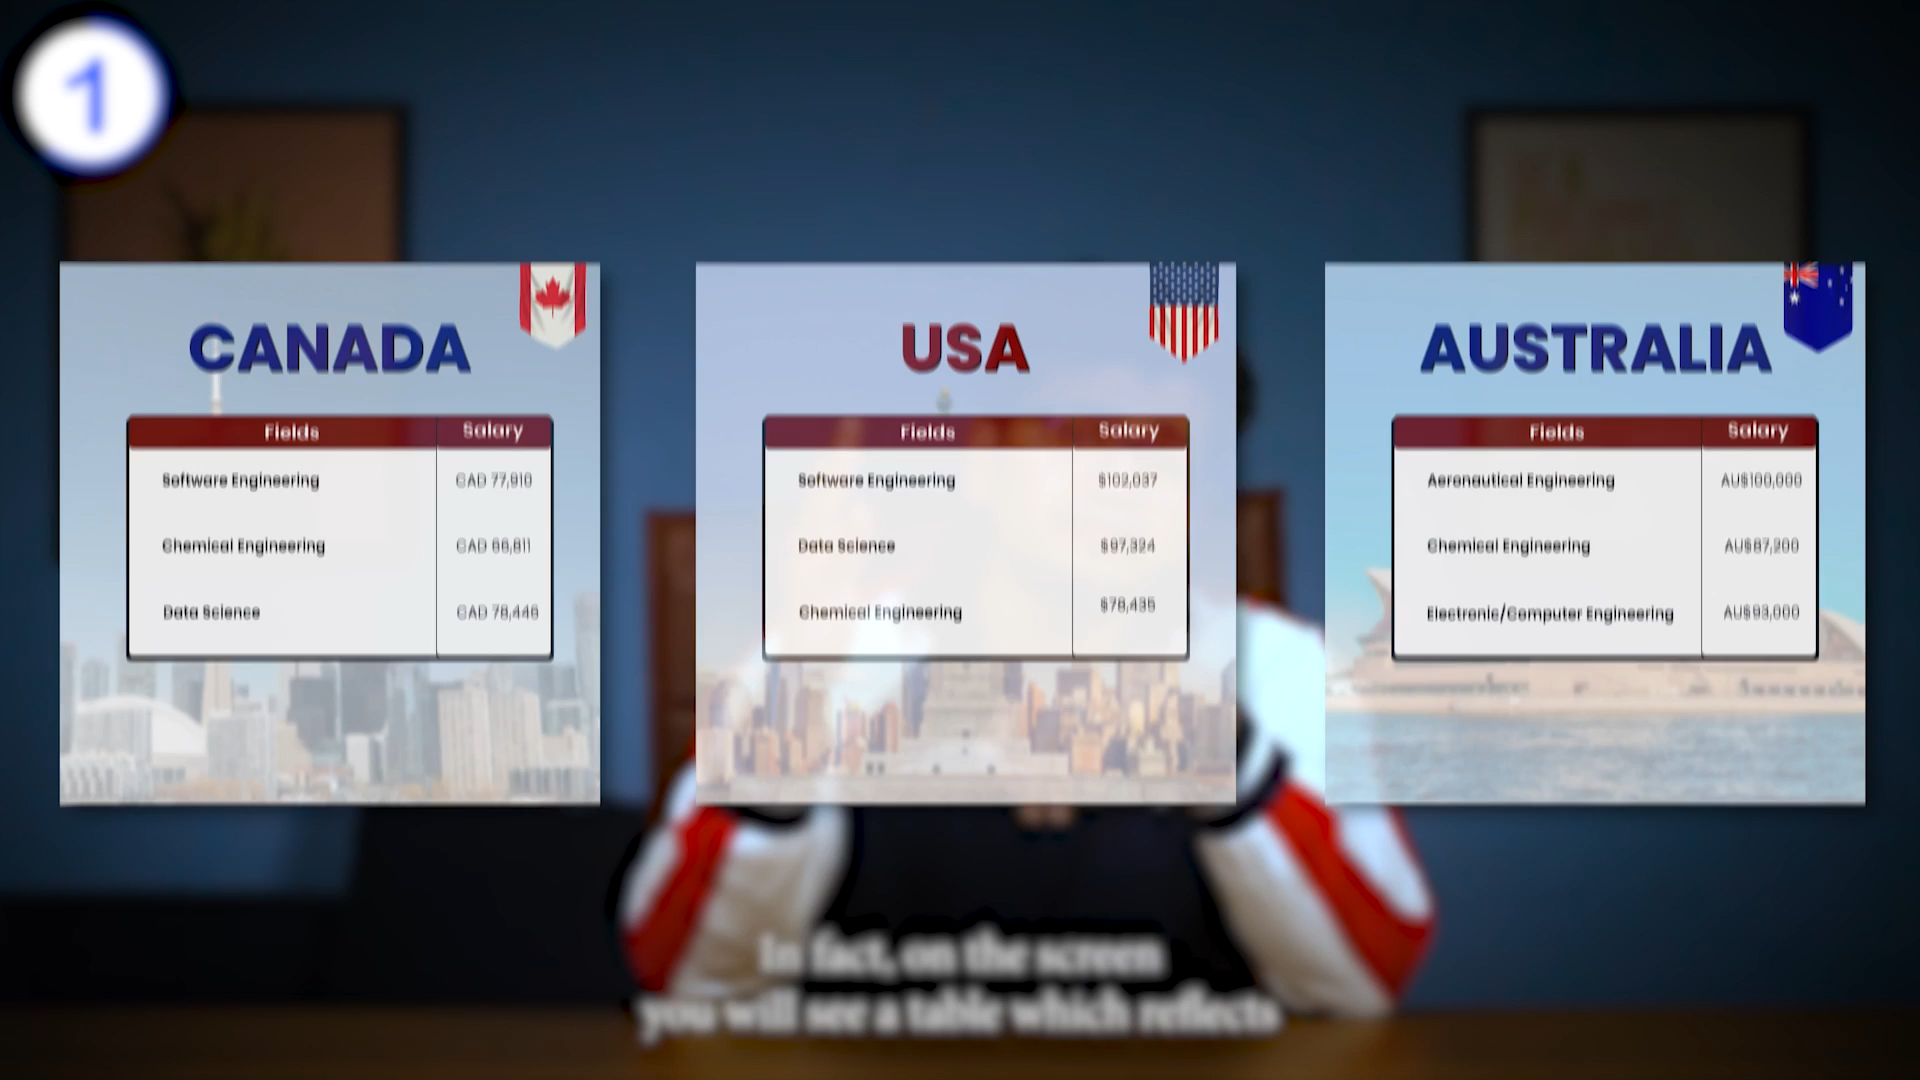 1
CANADA
Fields Salary
Software Engineering CAD 77,910
Chemical Engineering CAD 66,811
Data Science CAD 78,446
USA
Fields Salary
Software Engineering $102,037
Data Science $97,324
Chemical Engineering $78,435
AUSTRALIA
Fields Salary
Aeronautical Engineering AU$100,000
Chemical Engineering AU$87,200
Electronic/Computer Engineering AU$93,000
In fact, on the screen
you will see a table which reflects